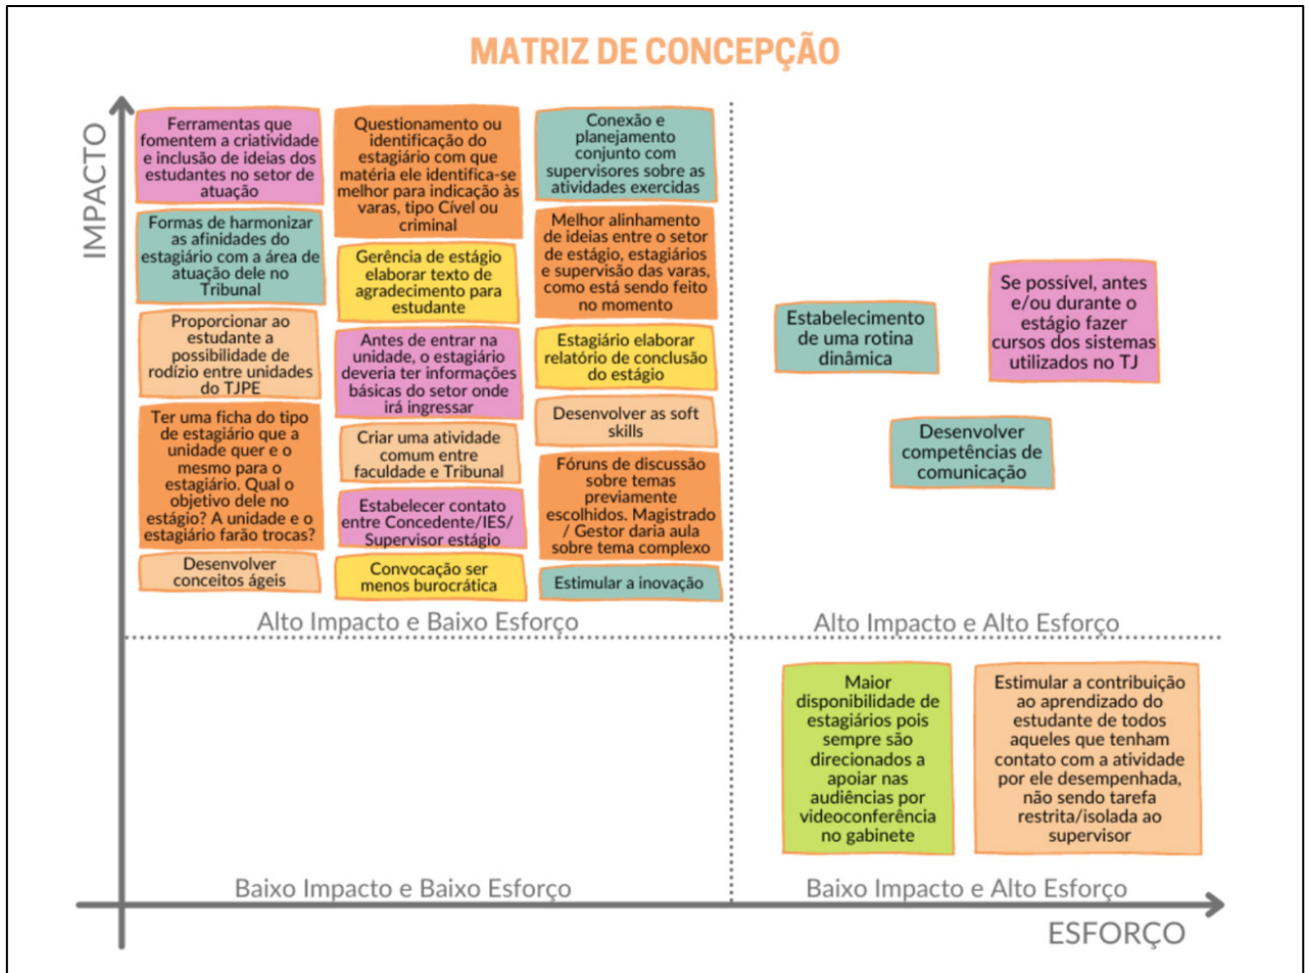 MATRIZ DE CONCEPÇÃO
IMPACTO
Ferramentas que
fomentem a criatividade
e inclusão de ideias dos
estudantes no setor de
atuação
Formas de harmonizar
as afinidades do
estagiário com a área de
atuação dele no
Tribunal
Proporcionar ao
estudante a
possibilidade de
rodízio entre unidades
do TJPE
Ter uma ficha do tipo
de estagiário que a
unidade quer e o
mesmo para o
estagiário. Qual o
objetivo dele no
estágio? A unidade e o
estagiário farão trocas?
Desenvolver
conceitos ágeis
Questionamento ou
identificação do
estagiário com que
matéria ele identifica-se
melhor para indicação às
varas, tipo Cível ou
criminal
Gerência de estágio
elaborar texto de
agradecimento para
estudante
Antes de entrar na
unidade, o estagiário
deveria ter informações
básicas do setor onde
irá ingressar
Criar uma atividade
comum entre
faculdade e Tribunal
Estabelecer contato
entre Concedente/IES/
Supervisor estágio
Convocação ser
menos burocrática
Conexão e
planejamento
conjunto com
supervisores sobre as
atividades exercidas
Melhor alinhamento
de ideias entre o setor
de estágio, estagiários
e supervisão das varas,
como está sendo feito
no momento
Estagiário elaborar
relatório de conclusão
do estágio
Desenvolver as soft
skills
Fóruns de discussão
sobre temas
previamente
escolhidos. Magistrado
/ Gestor daria aula
sobre tema complexo
Estimular a inovação
Alto Impacto e Baixo Esforço
Estabelecimento
de uma rotina
dinâmica
Se possível, antes
e/ou durante o
estágio fazer
cursos dos sistemas
utilizados no TJ
Desenvolver
competências de
comunicação
Alto Impacto e Alto Esforço
Baixo Impacto e Baixo Esforço
Maior
disponibilidade de
estagiários pois
sempre são
direcionados a
apoiar nas
audiências por
videoconferência
no gabinete
Estimular a contribuição
ao aprendizado do
estudante de todos
aqueles que tenham
contato com a atividade
por ele desempenhada,
não sendo tarefa
restrita/isolada ao
supervisor
Baixo Impacto e Alto Esforço
ESFORÇO